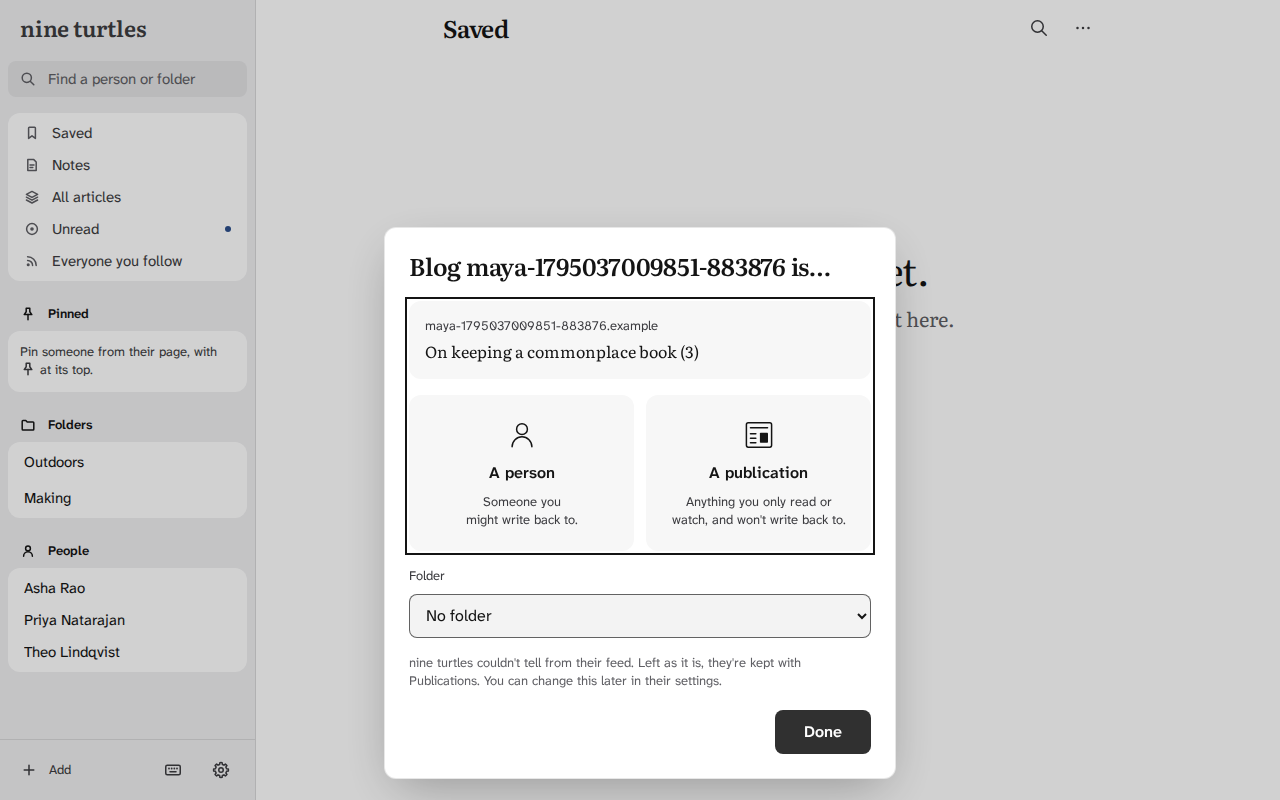 nine turtles
Find a person or folder
Saved
Notes
All articles
Unread
Everyone you follow
Pinned
Pin someone from their page, with
at its top.
Folders
Outdoors
Making
People
Asha Rao
Priya Natarajan
Theo Lindqvist
Add
Saved
et.
t here.
Blog maya-1795037009851-883876 is…
maya-1795037009851-883876.example
On keeping a commonplace book (3)
A person
Someone you
might write back to.
A publication
Anything you only read or
watch, and won't write back to.
Folder
No folder
nine turtles couldn't tell from their feed. Left as it is, they're kept with
Publications. You can change this later in their settings.
Done